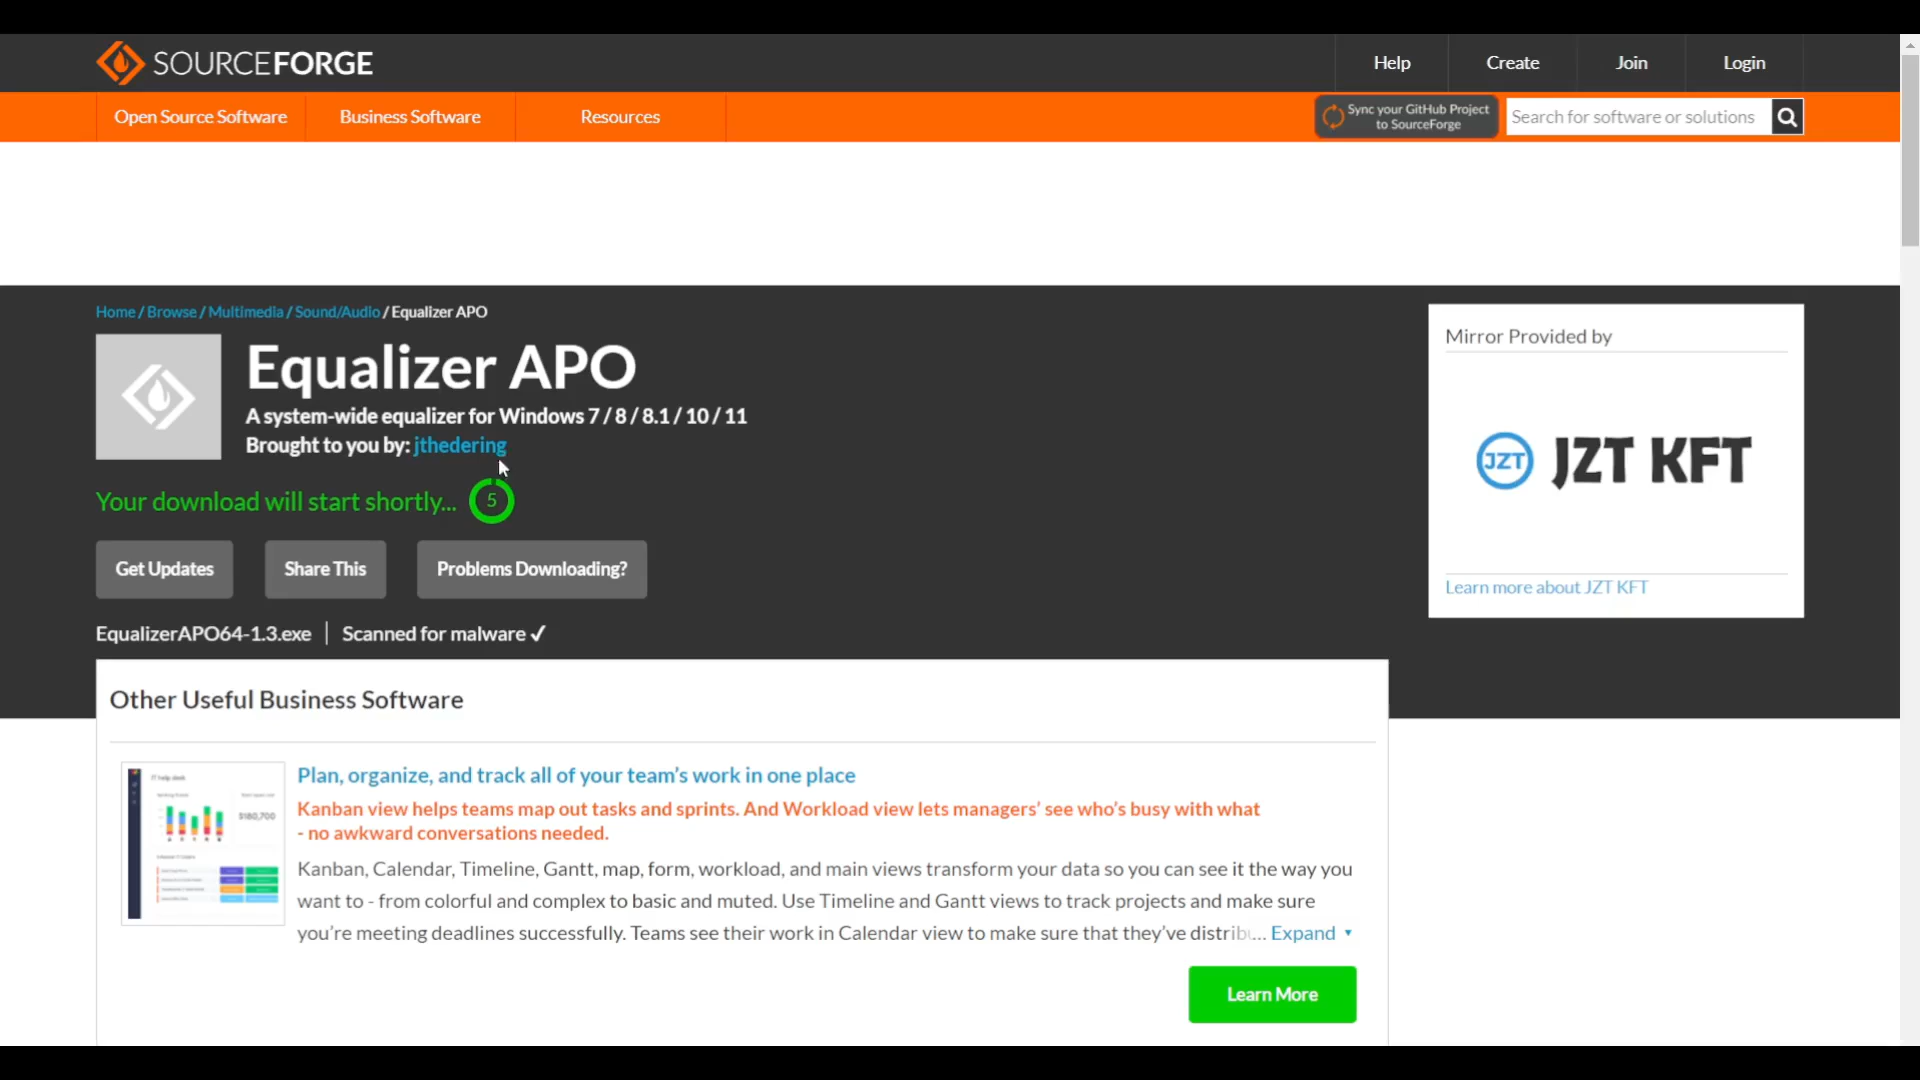 SOURCEFORGE
Help
Create
Join
Login
Open Source Software
Business Software
Resources
Sync your GitHub Project
to SourceForge
Search for software or solutions
Home / Browse / Multimedia / Sound/Audio / Equalizer APO
Equalizer APO
A system-wide equalizer for Windows 7 / 8 / 8.1 / 10 / 11
Brought to you by: jthedering
Your download will start shortly... 5
Get Updates
Share This
Problems Downloading?
EqualizerAPO64-1.3.exe
Scanned for malware ✓
Mirror Provided by
JZT JZT KFT
Learn more about JZT KFT
Other Useful Business Software
IT help desk
$180,700
Plan, organize, and track all of your team's work in one place
Kanban view helps teams map out tasks and sprints. And Workload view lets managers' see who's busy with what
- no awkward conversations needed.
Kanban, Calendar, Timeline, Gantt, map, form, workload, and main views transform your data so you can see it the way you
want to - from colorful and complex to basic and muted. Use Timeline and Gantt views to track projects and make sure
you're meeting deadlines successfully. Teams see their work in Calendar view to make sure that they've distrib... Expand
Learn More